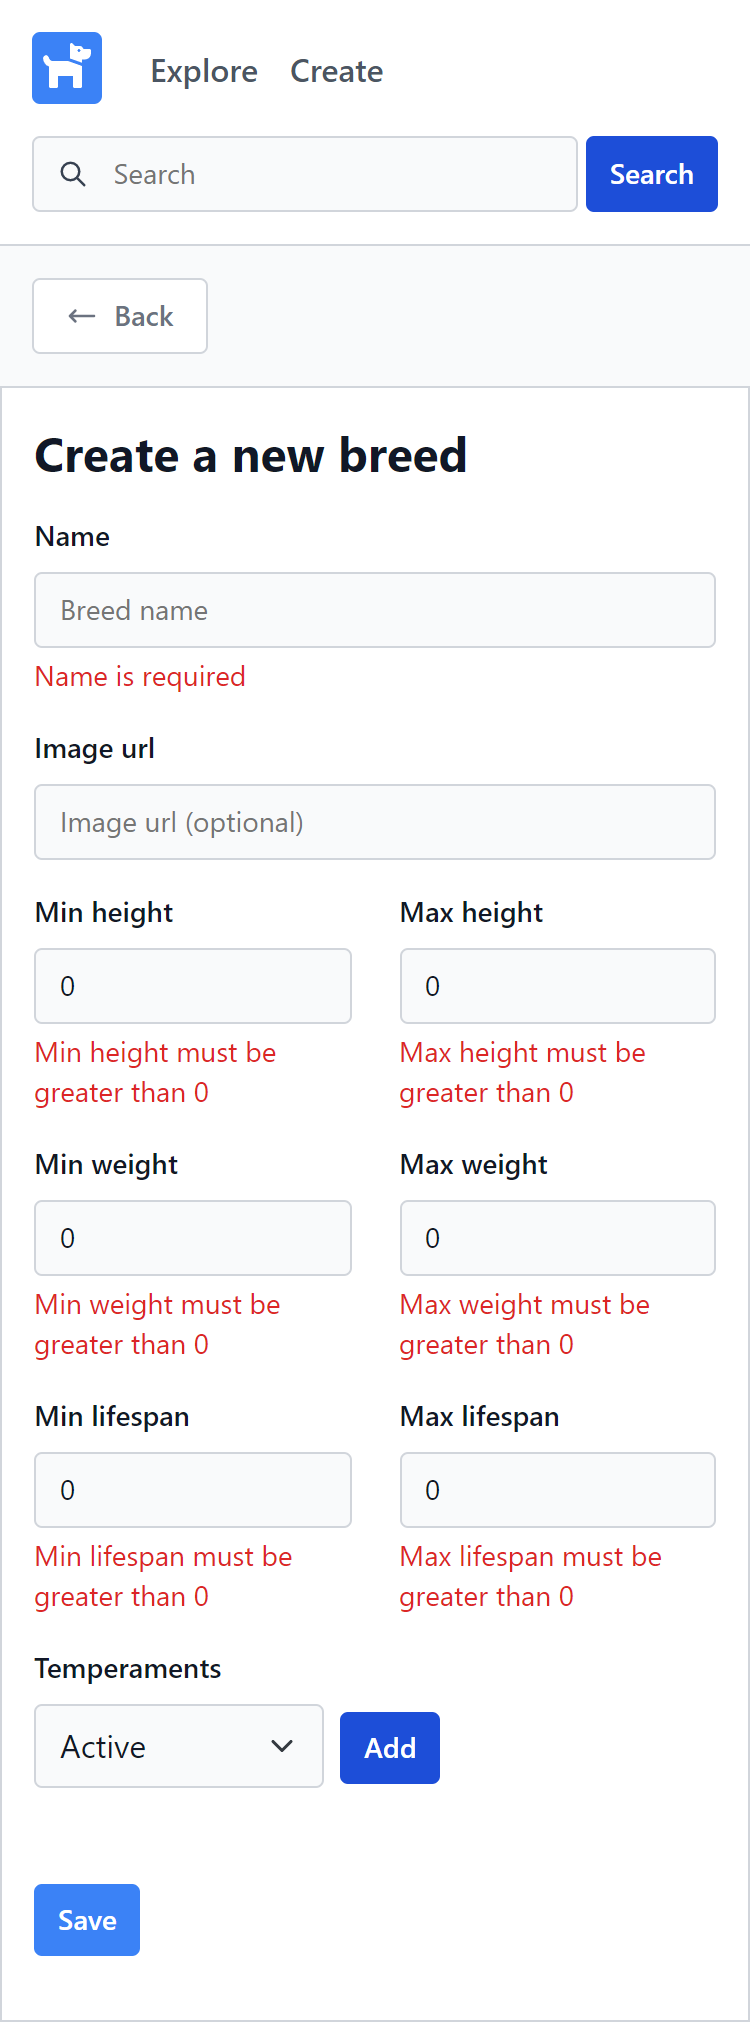 Explore Create
Search Search
Back
Create a new breed
Name
Breed name
Name is required
Image url
Image url (optional)
Min height Max height
0 0
Min height must be Max height must be
greater than 0 greater than 0
Min weight Max weight
0 0
Min weight must be Max weight must be
greater than 0 greater than 0
Min lifespan Max lifespan
0 0
Min lifespan must be Max lifespan must be
greater than 0 greater than 0
Temperaments
Active Add
Save